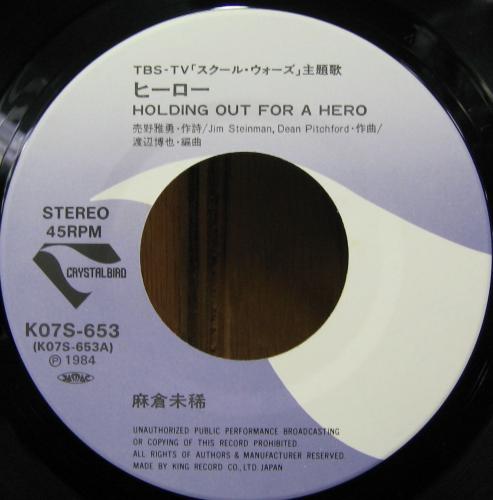 TBS-TV「スクール・ウォーズ」主題歌
ヒーロー
HOLDING OUT FOR A HERO
売野雅勇・作詩/Jim Steinman, Dean Pitchford・作曲/
渡辺博也・編曲
STEREO
45RPM
CRYSTALBIRD
K07S-653
(K07S-653A)
Ⓟ 1984
麻倉未稀
UNAUTHORIZED PUBLIC PERFORMANCE BROADCASTING
OR COPYING OF THIS RECORD PROHIBITED.
ALL RIGHTS OF AUTHORS & MANUFACTURER RESERVED.
MADE BY KING RECORD CO., LTD. JAPAN